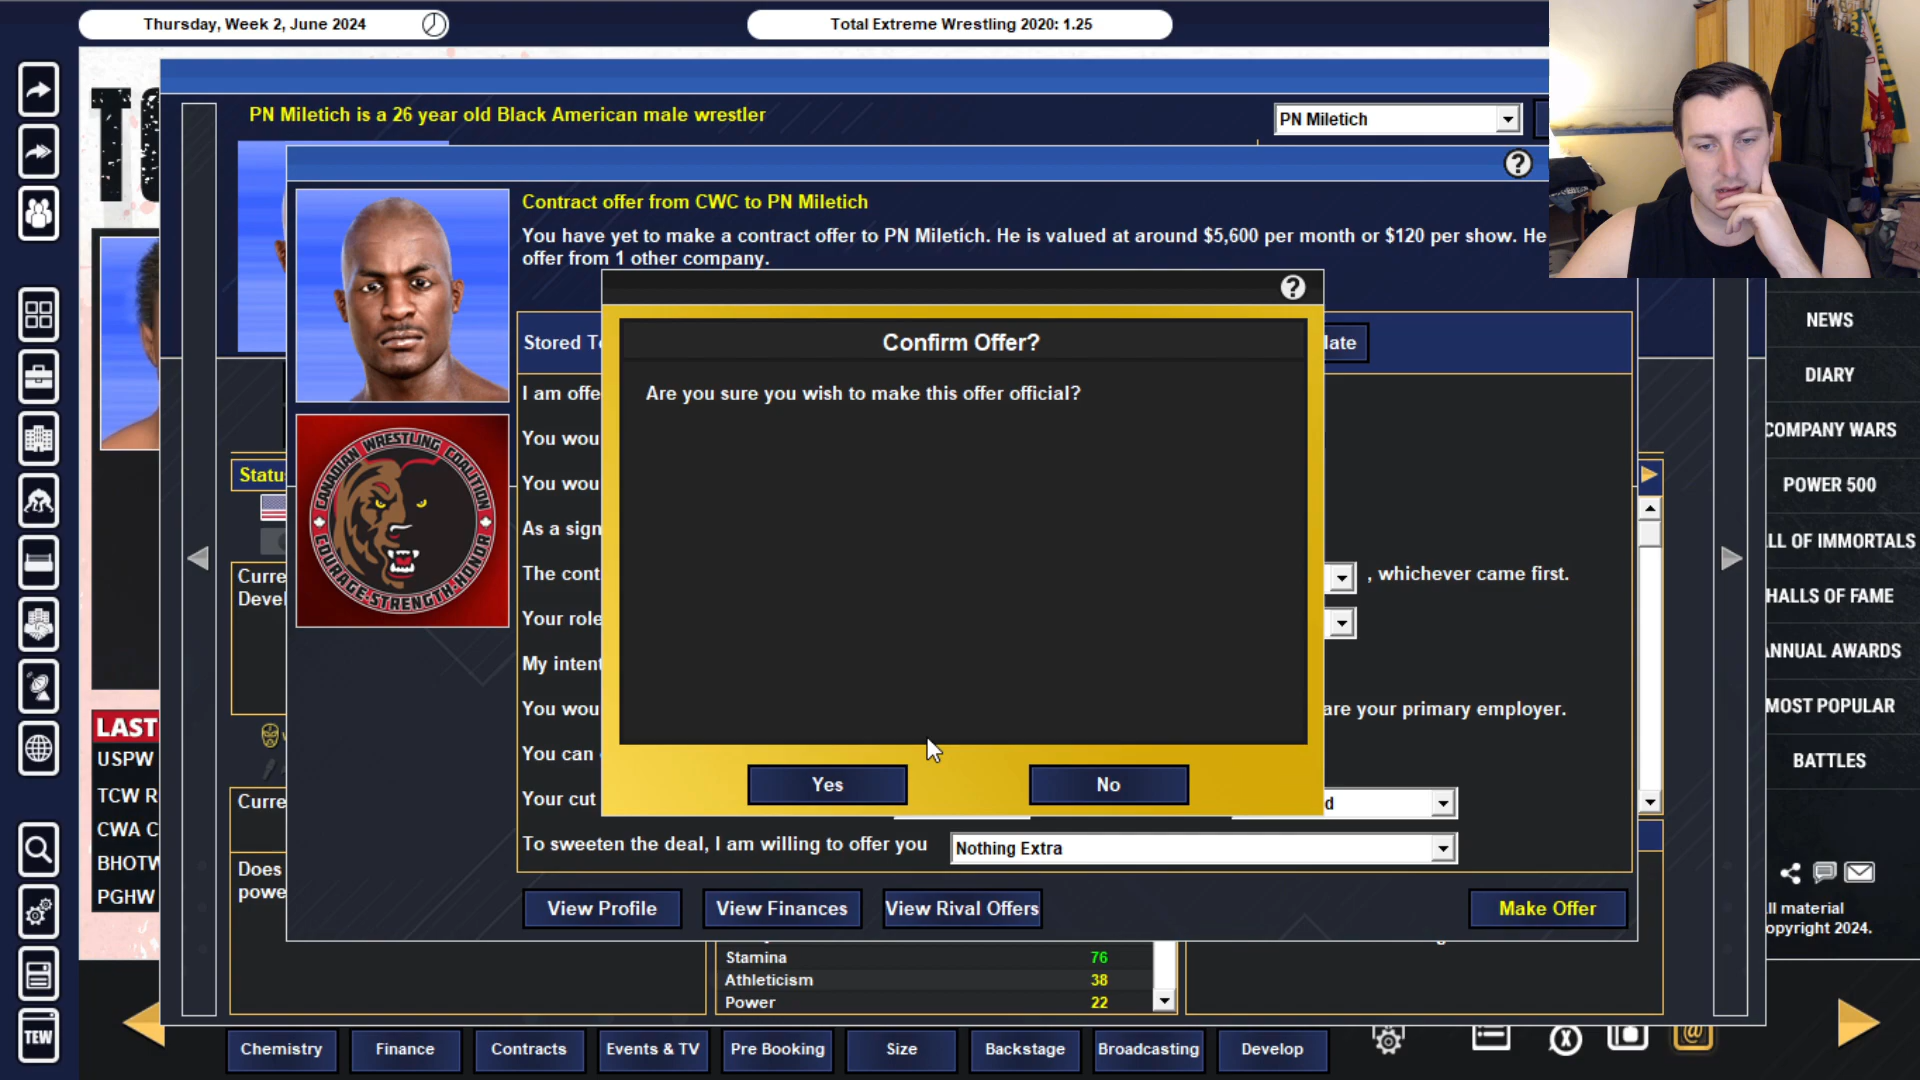 Thursday, Week 2, June 2024
Total Extreme Wrestling 2020: 1.25
PN Miletich is a 26 year old Black American male wrestler
PN Miletich
Contract offer from CWC to PN Miletich
You have yet to make a contract offer to PN Miletich. He is valued at around $5,600 per month or $120 per show. He
offer from 1 other company.
Confirm Offer?
Are you sure you wish to make this offer official?
Yes
No
Stored
I am offe
You wou
You wou
As a sign
The cont
, whichever came first.
Your role
My intent
You wou
are your primary employer.
You can
Your cut
To sweeten the deal, I am willing to offer you
Nothing Extra
View Profile
View Finances
View Rival Offers
Make Offer
CANADIAN WRESTLING COALITION
COURAGE-STRENGTH-HONOR
Statu
Curre
Devel
Curre
Does
powe
Stamina 76
Athleticism 38
Power 22
LAST
USPW
TCW R
CWA C
BHOTW
PGHW
NEWS
DIARY
COMPANY WARS
POWER 500
LL OF IMMORTALS
HALLS OF FAME
ANNUAL AWARDS
MOST POPULAR
BATTLES
ll material
opyright 2024.
TEW
Chemistry
Finance
Contracts
Events & TV
Pre Booking
Size
Backstage
Broadcasting
Develop